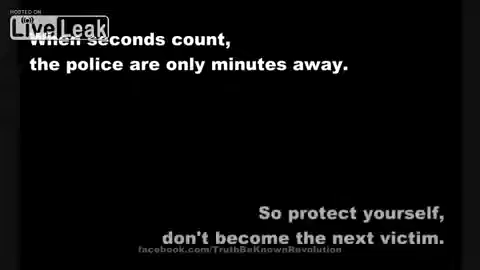 HOSTED ON
LiveLeak
When seconds count,
the police are only minutes away.
So protect yourself,
don't become the next victim.
facebook.com/TruthBeKnownRevolution